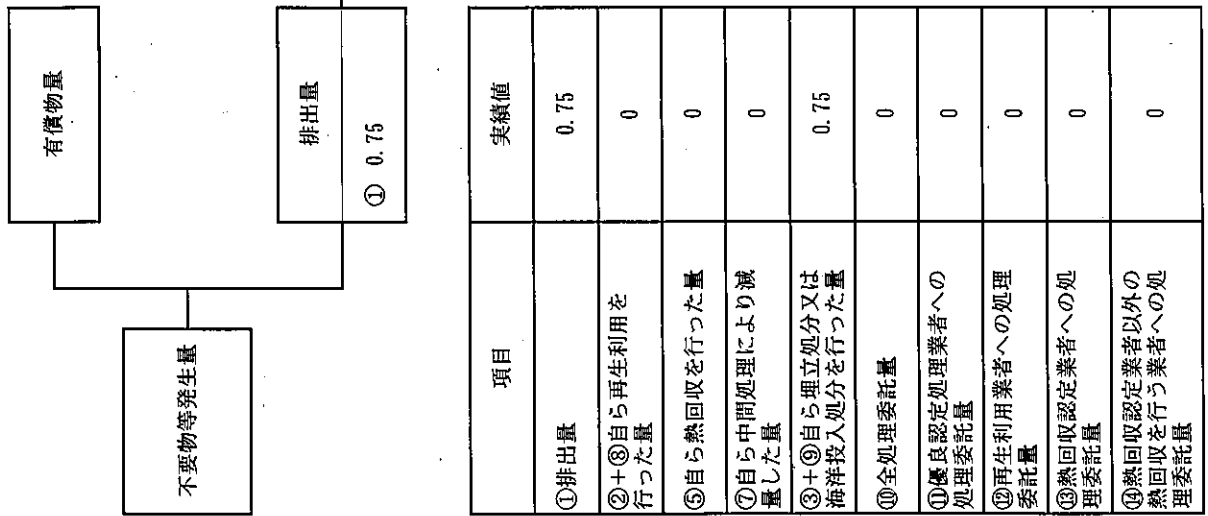 有償物量
不要物等発生量
排出量
① 0.75
項目
実績値
①排出量
0.75
②+⑧自ら再生利用を
行った量
0
⑤自ら熱回収を行った量
0
⑦自ら中間処理により減
量した量
0
③+⑨自ら埋立処分又は
海洋投入処分を行った量
0.75
⑩全処理委託量
0
⑪優良認定処理業者への
処理委託量
0
⑫再生利用業者への処理
委託量
0
⑬熱回収認定業者への処
理委託量
0
⑭熱回収認定業者以外の
熱回収を行う業者への処
理委託量
0